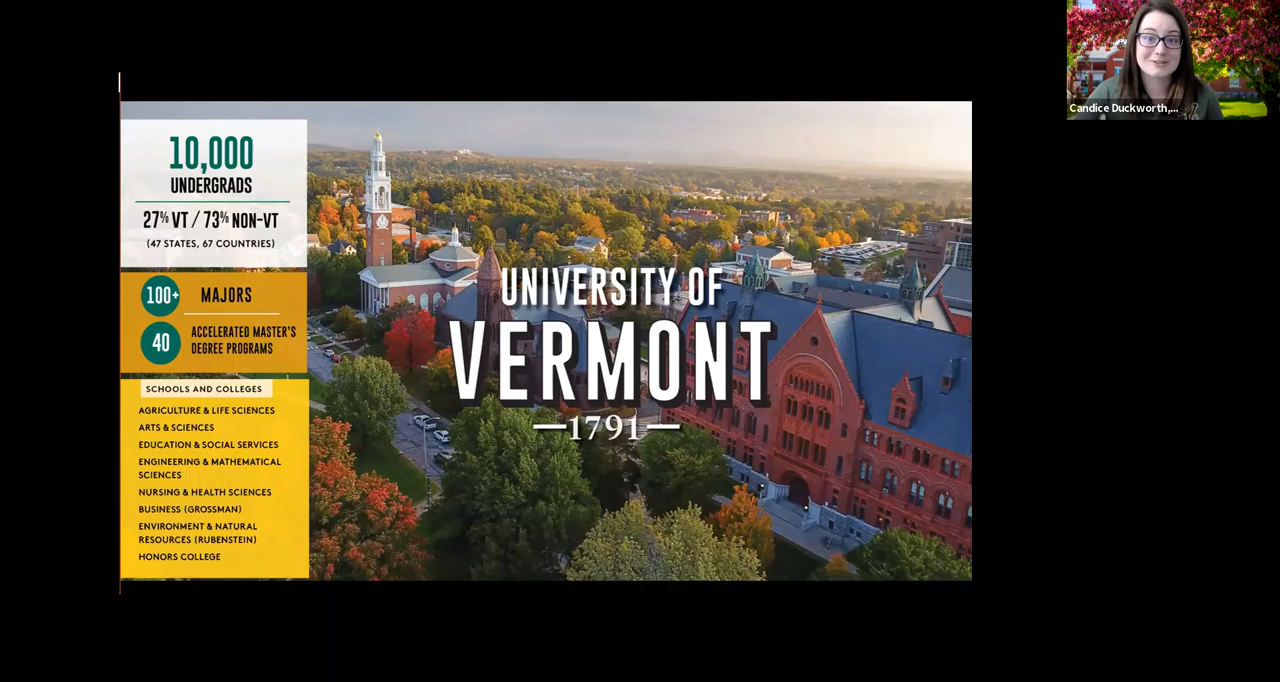 10,000
UNDERGRADS
27% VT / 73% NON-VT
(47 STATES, 67 COUNTRIES)
100+ MAJORS
40 ACCELERATED MASTER'S
DEGREE PROGRAMS
SCHOOLS AND COLLEGES
AGRICULTURE & LIFE SCIENCES
ARTS & SCIENCES
EDUCATION & SOCIAL SERVICES
ENGINEERING & MATHEMATICAL
SCIENCES
NURSING & HEALTH SCIENCES
BUSINESS (GROSSMAN)
ENVIRONMENT & NATURAL
RESOURCES (RUBENSTEIN)
HONORS COLLEGE
UNIVERSITY OF
VERMONT
—1791—
Candice Duckworth,...